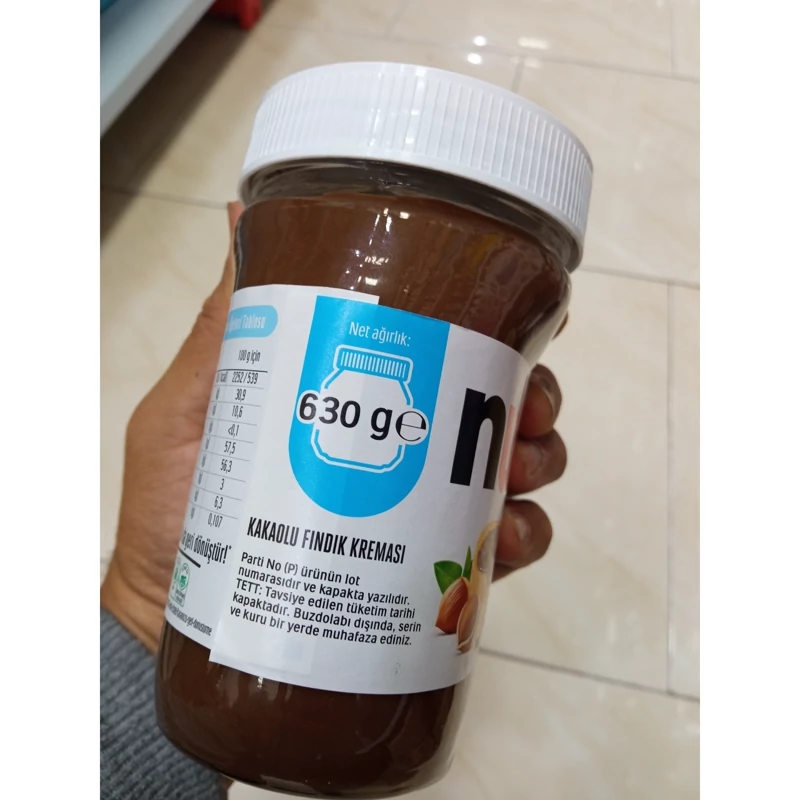 Net ağırlık:
630 g℮
n
KAKAOLU FINDIK KREMASI
Parti No (P) ürünün lot
numarasıdır ve kapakta yazılıdır.
TETT: Tavsiye edilen tüketim tarihi
kapaktadır. Buzdolabı dışında, serin
ve kuru bir yerde muhafaza ediniz.
Tablosu
100 g için
2252 / 539
30,9
10,6
<0,1
57,5
56,3
3
6,3
0,107
geri dönüştür!*